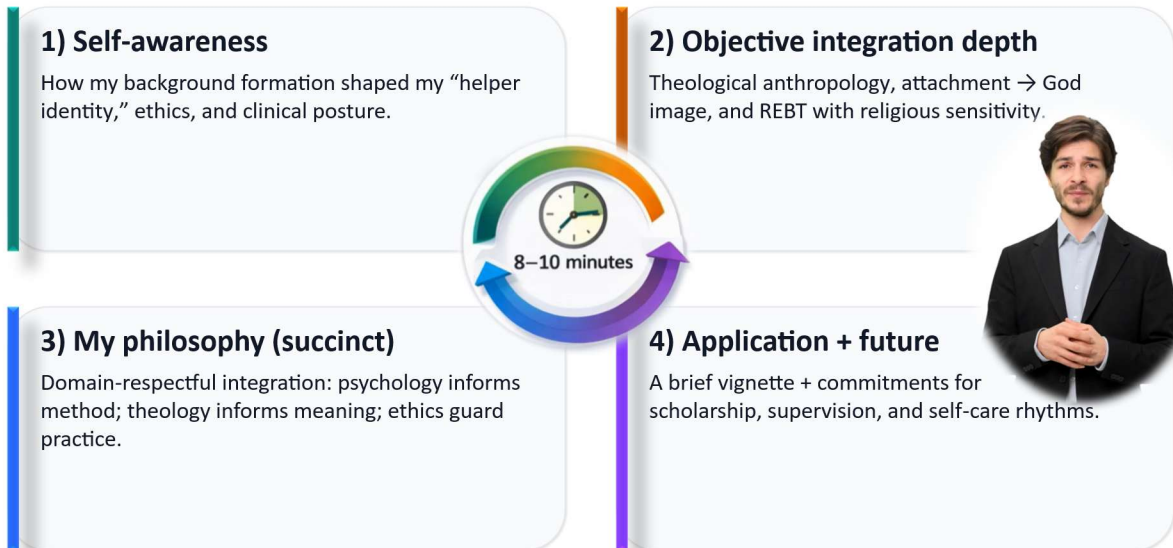 1) Self-awareness
How my background formation shaped my “helper
identity,” ethics, and clinical posture.
2) Objective integration depth
Theological anthropology, attachment → God
image, and REBT with religious sensitivity.
8–10 minutes
3) My philosophy (succinct)
Domain-respectful integration: psychology informs
method; theology informs meaning; ethics guard
practice.
4) Application + future
A brief vignette + commitments for
scholarship, supervision, and self-care rhythms.